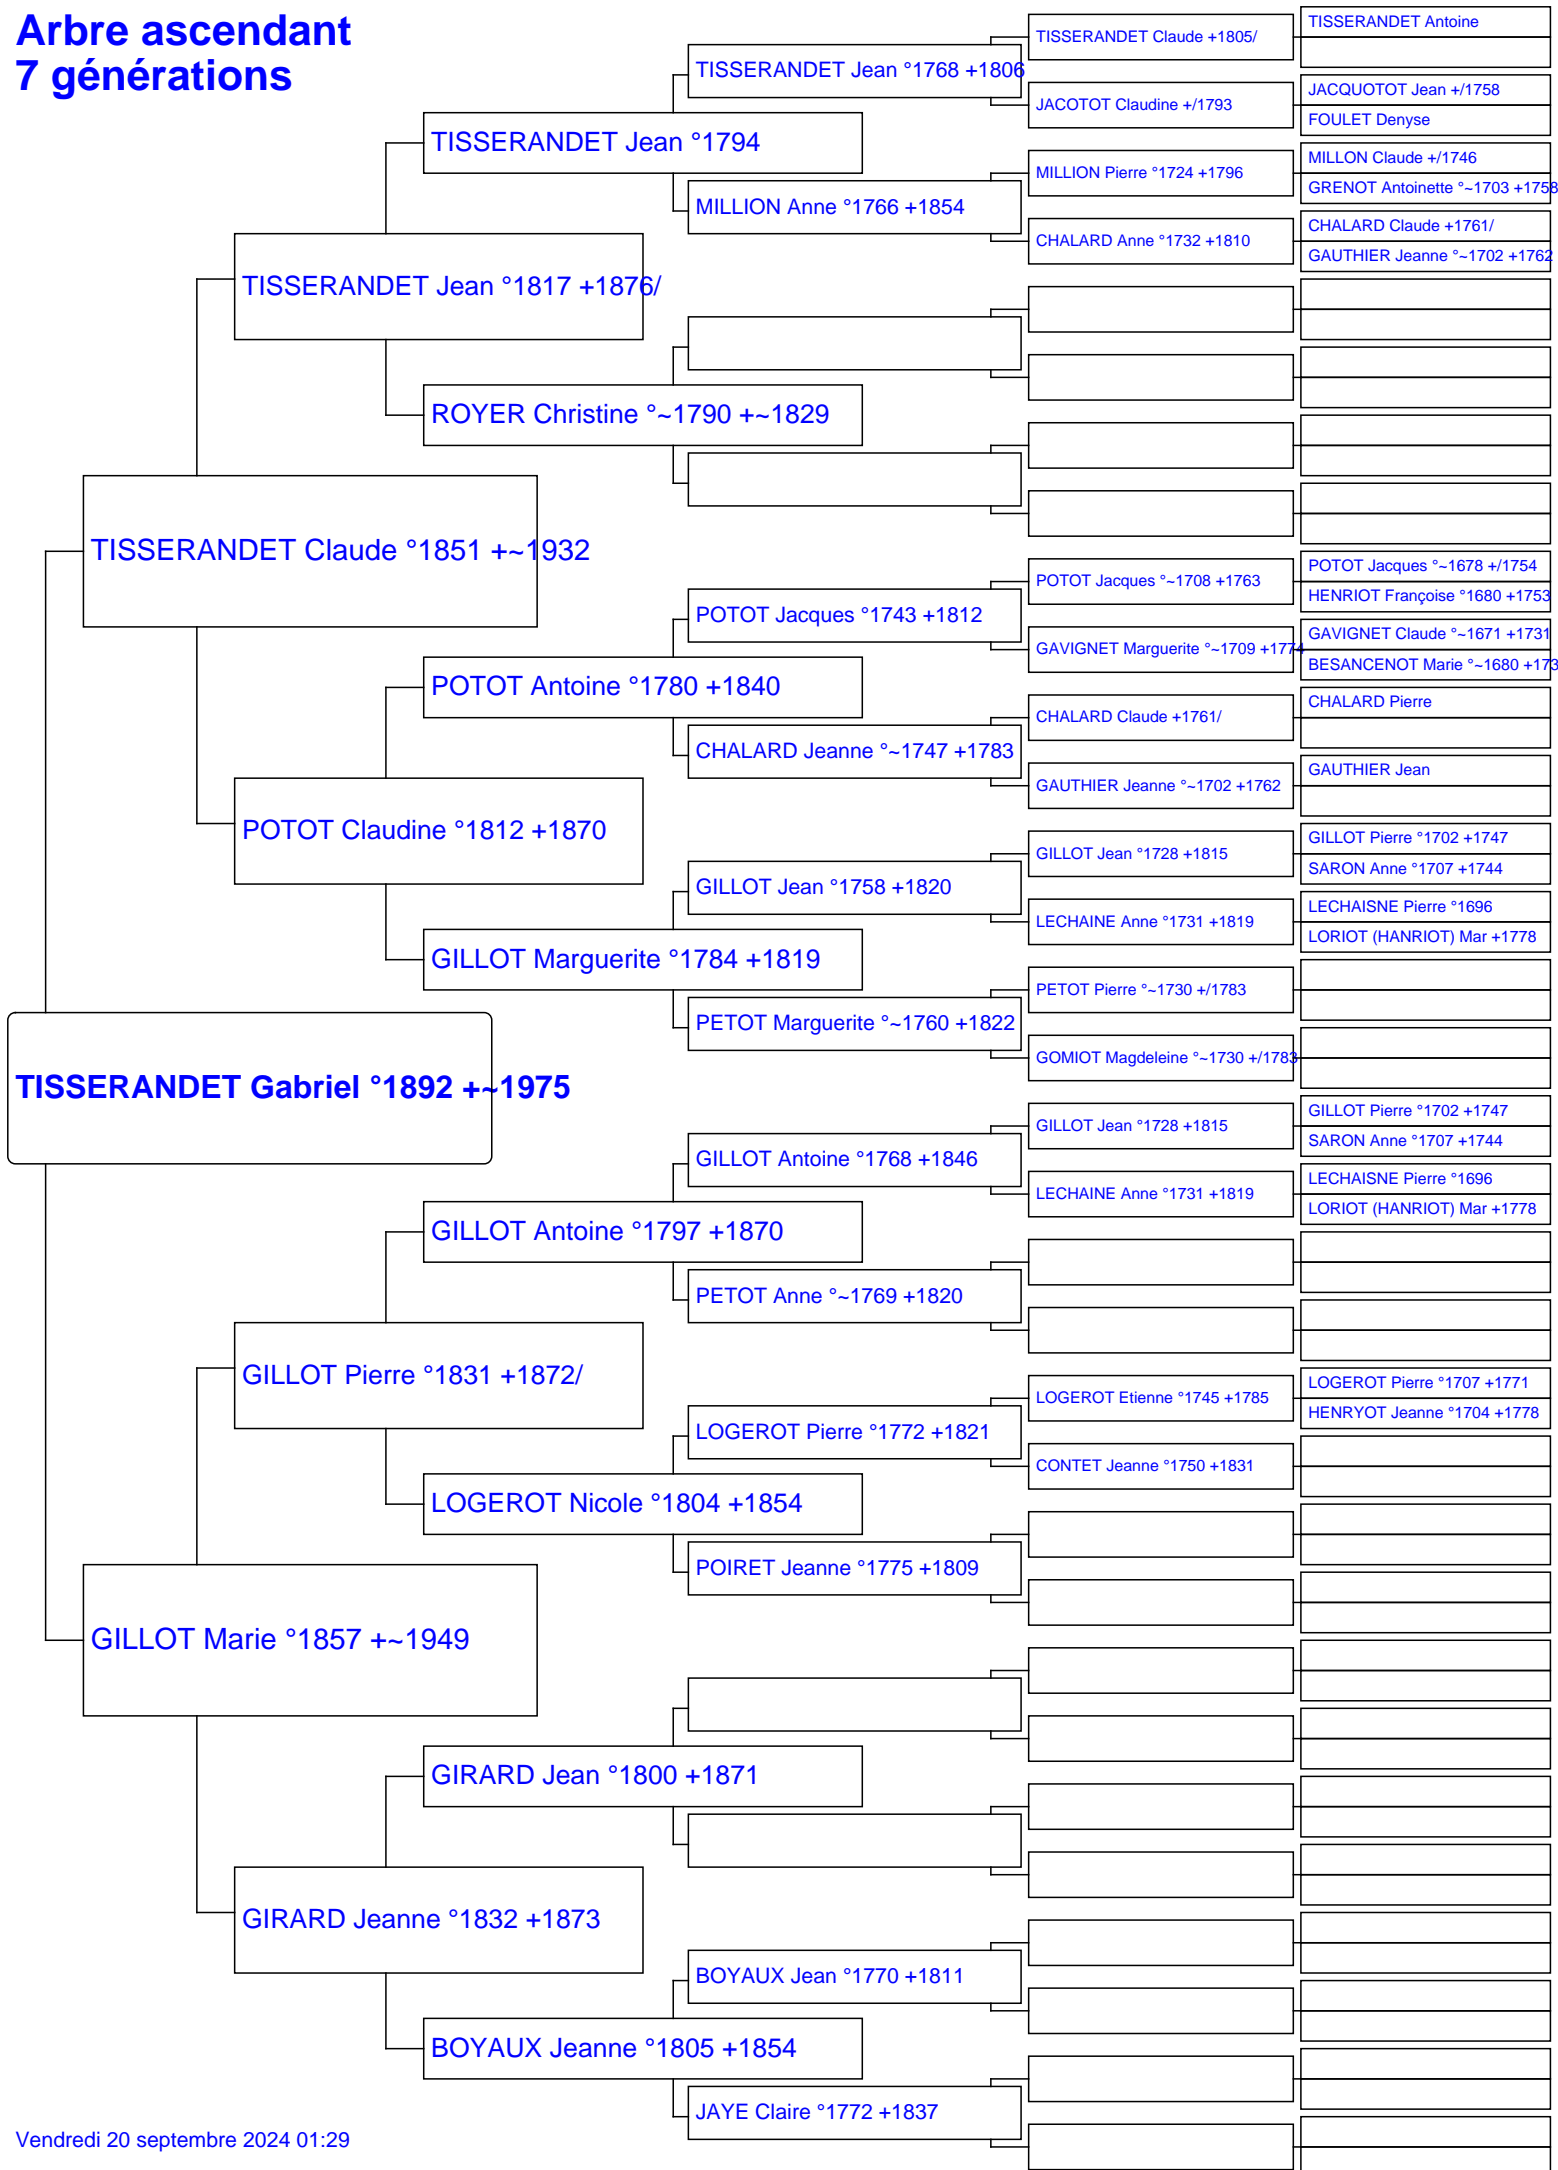 Arbre ascendant
7 générations
TISSERANDET Gabriel °1892 +~1975
TISSERANDET Claude °1851 +~1932
GILLOT Marie °1857 +~1949
TISSERANDET Jean °1817 +1876/
POTOT Claudine °1812 +1870
GILLOT Pierre °1831 +1872/
GIRARD Jeanne °1832 +1873
TISSERANDET Jean °1794
ROYER Christine °~1790 +~1829
POTOT Antoine °1780 +1840
GILLOT Marguerite °1784 +1819
GILLOT Antoine °1797 +1870
LOGEROT Nicole °1804 +1854
GIRARD Jean °1800 +1871
BOYAUX Jeanne °1805 +1854
TISSERANDET Jean °1768 +1806
MILLION Anne °1766 +1854
POTOT Jacques °1743 +1812
CHALARD Jeanne °~1747 +1783
GILLOT Jean °1758 +1820
PETOT Marguerite °~1760 +1822
GILLOT Antoine °1768 +1846
PETOT Anne °~1769 +1820
LOGEROT Pierre °1772 +1821
POIRET Jeanne °1775 +1809
BOYAUX Jean °1770 +1811
JAYE Claire °1772 +1837
TISSERANDET Claude +1805/
JACOTOT Claudine +/1793
MILLION Pierre °1724 +1796
CHALARD Anne °1732 +1810
POTOT Jacques °~1708 +1763
GAVIGNET Marguerite °~1709 +1774
CHALARD Claude +1761/
GAUTHIER Jeanne °~1702 +1762
GILLOT Jean °1728 +1815
LECHAINE Anne °1731 +1819
PETOT Pierre °~1730 +/1783
GOMIOT Magdeleine °~1730 +/1783
GILLOT Jean °1728 +1815
LECHAINE Anne °1731 +1819
LOGEROT Etienne °1745 +1785
CONTET Jeanne °1750 +1831
TISSERANDET Antoine
JACQUOTOT Jean +/1758
FOULET Denyse
MILLON Claude +/1746
GRENOT Antoinette °~1703 +1758
CHALARD Claude +1761/
GAUTHIER Jeanne °~1702 +1762
POTOT Jacques °~1678 +/1754
HENRIOT Françoise °1680 +1753
GAVIGNET Claude °~1671 +1731
BESANCENOT Marie °~1680 +173
CHALARD Pierre
GAUTHIER Jean
GILLOT Pierre °1702 +1747
SARON Anne °1707 +1744
LECHAISNE Pierre °1696
LORIOT (HANRIOT) Mar +1778
GILLOT Pierre °1702 +1747
SARON Anne °1707 +1744
LECHAISNE Pierre °1696
LORIOT (HANRIOT) Mar +1778
LOGEROT Pierre °1707 +1771
HENRYOT Jeanne °1704 +1778
Vendredi 20 septembre 2024 01:29